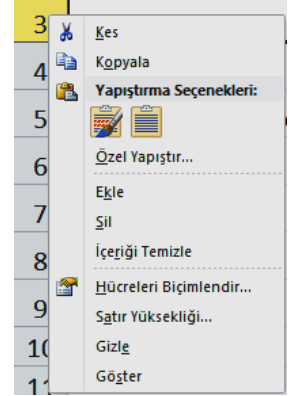 3
Kes
4
Kopyala
Yapıştırma Seçenekleri:
5
6
Özel Yapıştır...
Ekle
7
Sil
8
İçeriği Temizle
Hücreleri Biçimlendir...
9
Satır Yüksekliği...
10
Gizle
11
Göster